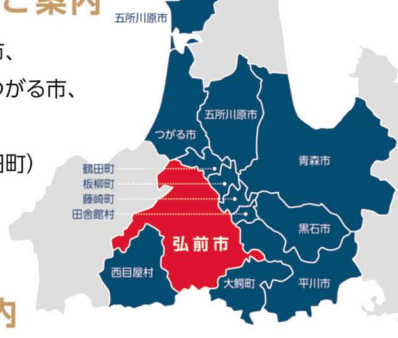 ご案内
市、
つがる市、
田町）
内
五所川原市
五所川原市
つがる市
青森市
鶴田町
板柳町
藤崎町
田舎館村
黒石市
弘前市
西目屋村
大鰐町
平川市